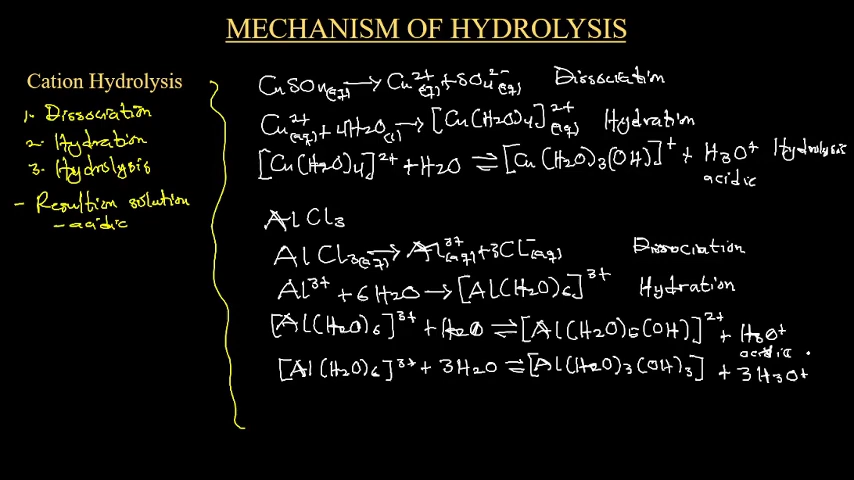 MECHANISM OF HYDROLYSIS
Cation Hydrolysis
1. Dissociation
2. Hydration
3. Hydrolysis
- Resultion solution
- acidic
CuSO4(aq) → Cu²⁺(aq) + SO4²⁻(aq) Dissociation
Cu²⁺(aq) + 4H2O(l) → [Cu(H2O)4]²⁺(aq) Hydration
[Cu(H2O)4]²⁺ + H2O ⇌ [Cu(H2O)3(OH)]⁺ + H3O⁺ Hydrolysis
acidic
AlCl3
AlCl3(aq) → Al³⁺(aq) + 3Cl⁻(aq) Dissociation
Al³⁺ + 6H2O → [Al(H2O)6]³⁺ Hydration
[Al(H2O)6]³⁺ + H2O ⇌ [Al(H2O)5(OH)]²⁺ + H3O⁺
acidic .
[Al(H2O)6]³⁺ + 3H2O ⇌ [Al(H2O)3(OH)3] + 3H3O⁺